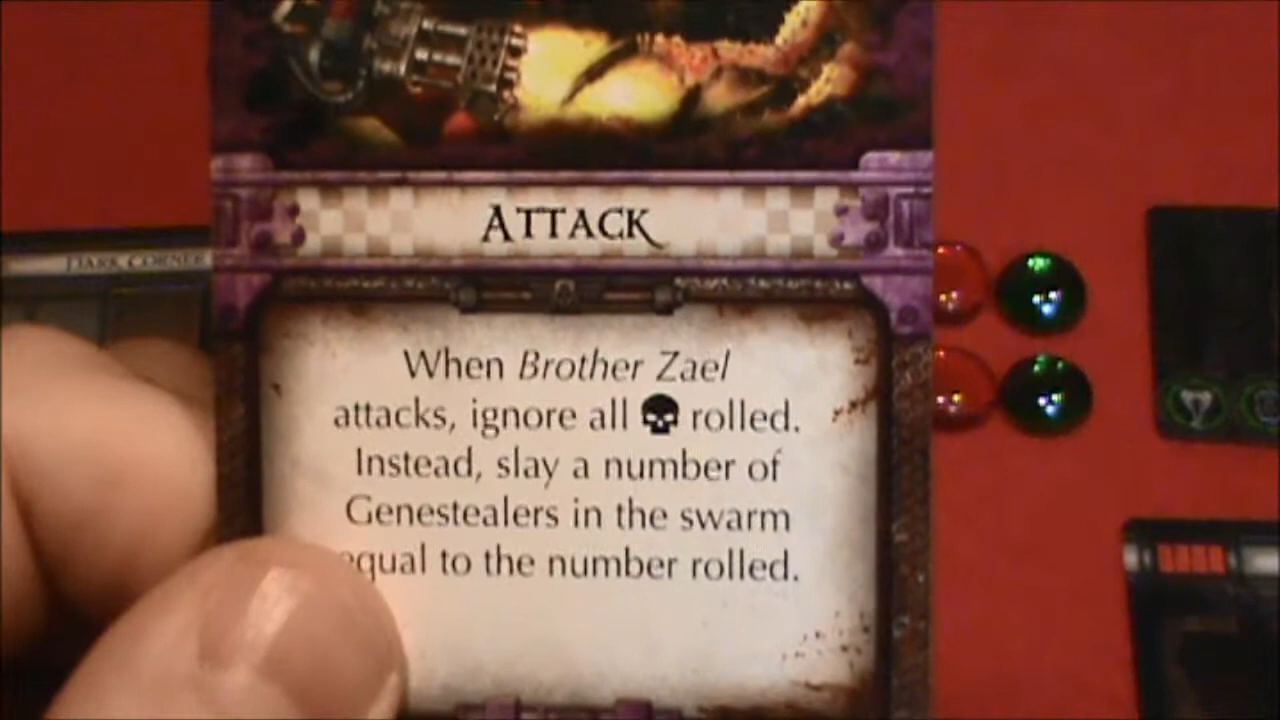 DARK CORNER
ATTACK
When Brother Zael
attacks, ignore all rolled.
Instead, slay a number of
Genestealers in the swarm
equal to the number rolled.